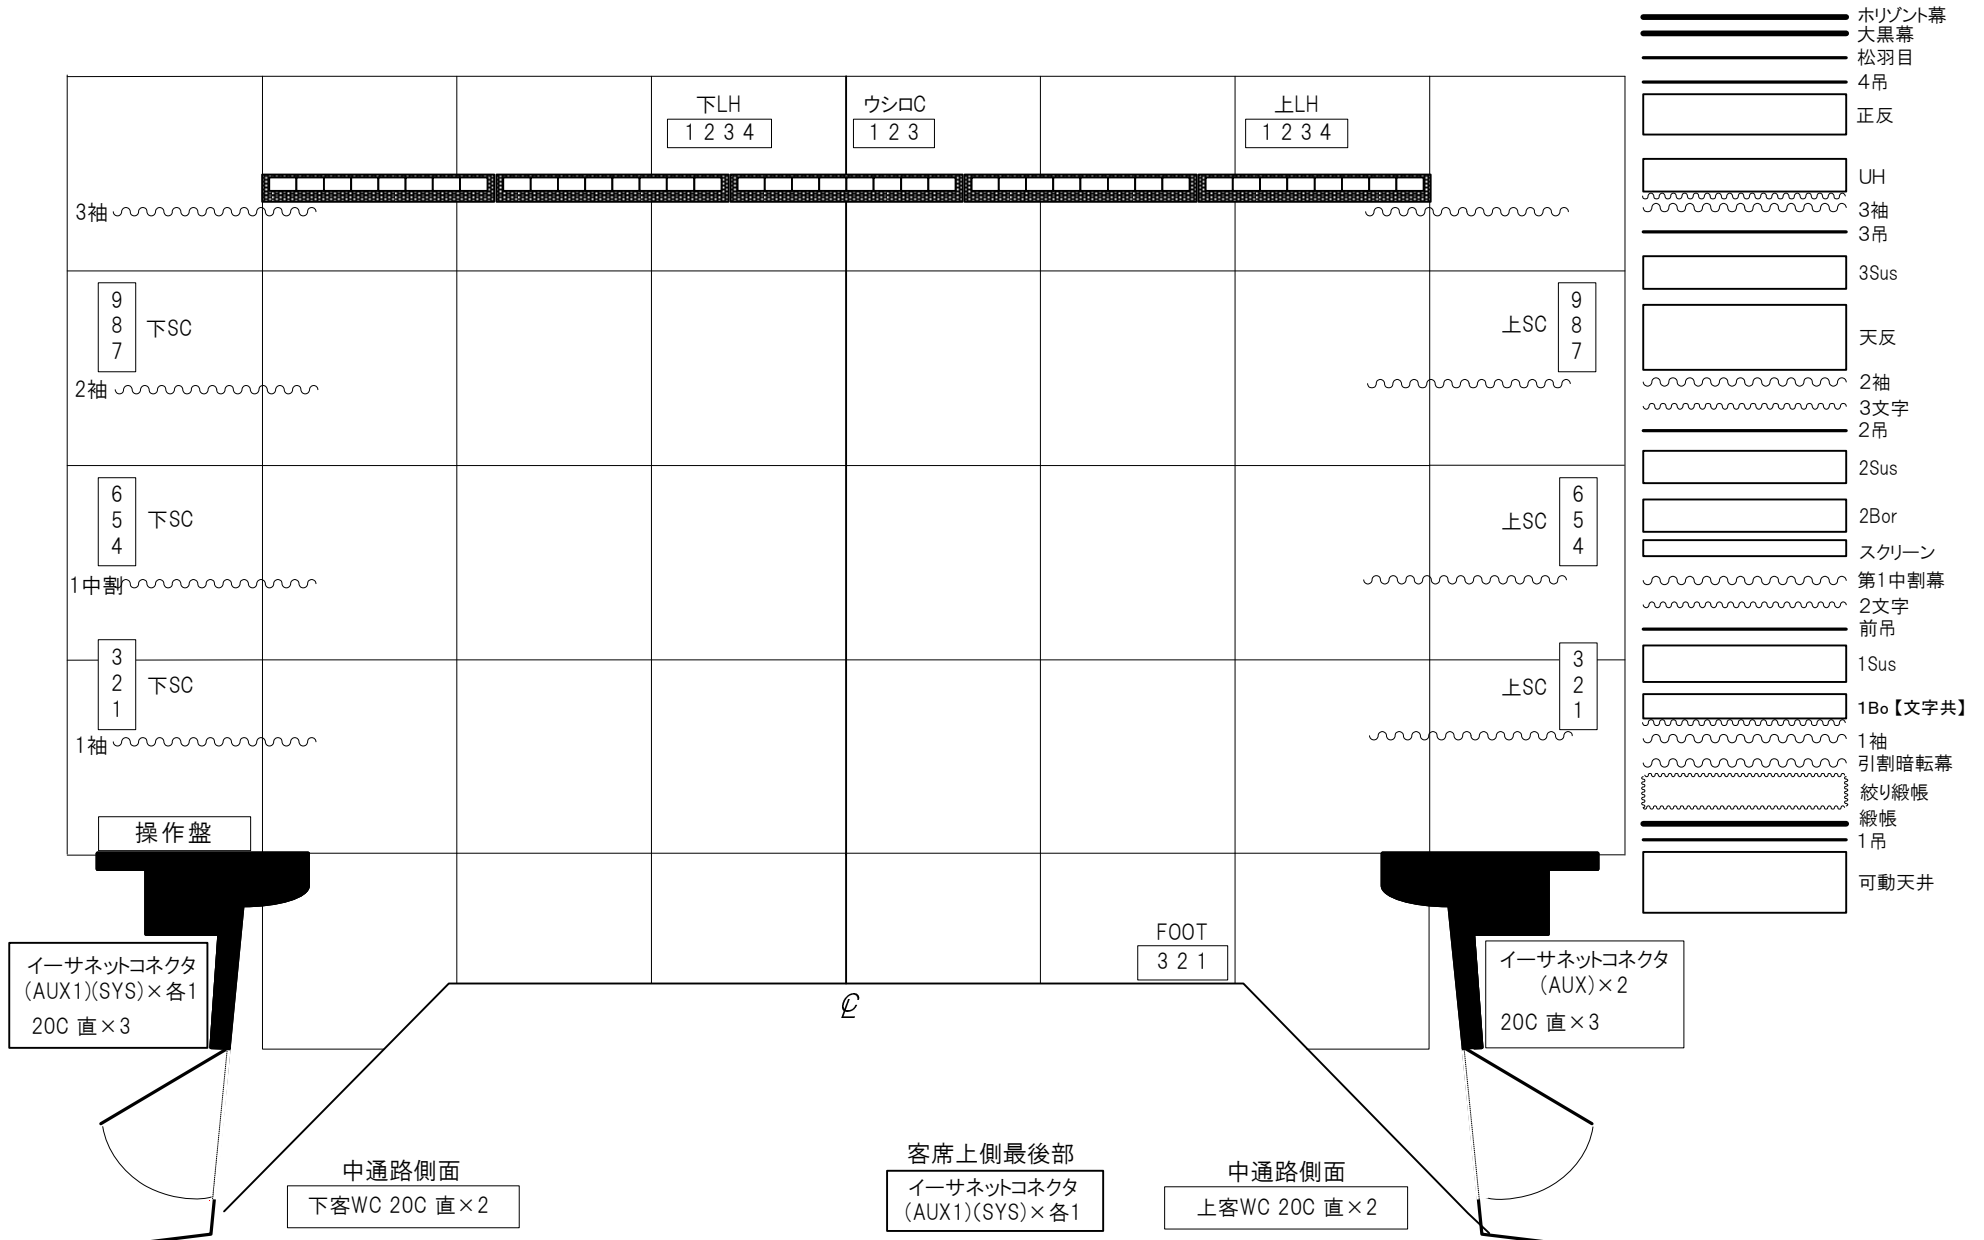 下LH
1 2 3 4
ウシロC
1 2 3
上LH
1 2 3 4
3袖
9
8
7
下SC
上SC
9
8
7
2袖
6
5
4
下SC
上SC
6
5
4
1中割
3
2
1
下SC
上SC
3
2
1
1袖
操作盤
イーサネットコネクタ
(AUX1)(SYS)×各1
20C 直×3
FOOT
3 2 1
イーサネットコネクタ
(AUX)×2
20C 直×3
中通路側面
下客WC 20C 直×2
客席上側最後部
イーサネットコネクタ
(AUX1)(SYS)×各1
中通路側面
上客WC 20C 直×2
ホリゾント幕
大黒幕
松羽目
4吊
正反
UH
3袖
3吊
3Sus
天反
2袖
3文字
2吊
2Sus
2Bor
スクリーン
第1中割幕
2文字
前吊
1Sus
1Bo【文字共】
1袖
引割暗転幕
絞り緞帳
緞帳
1吊
可動天井